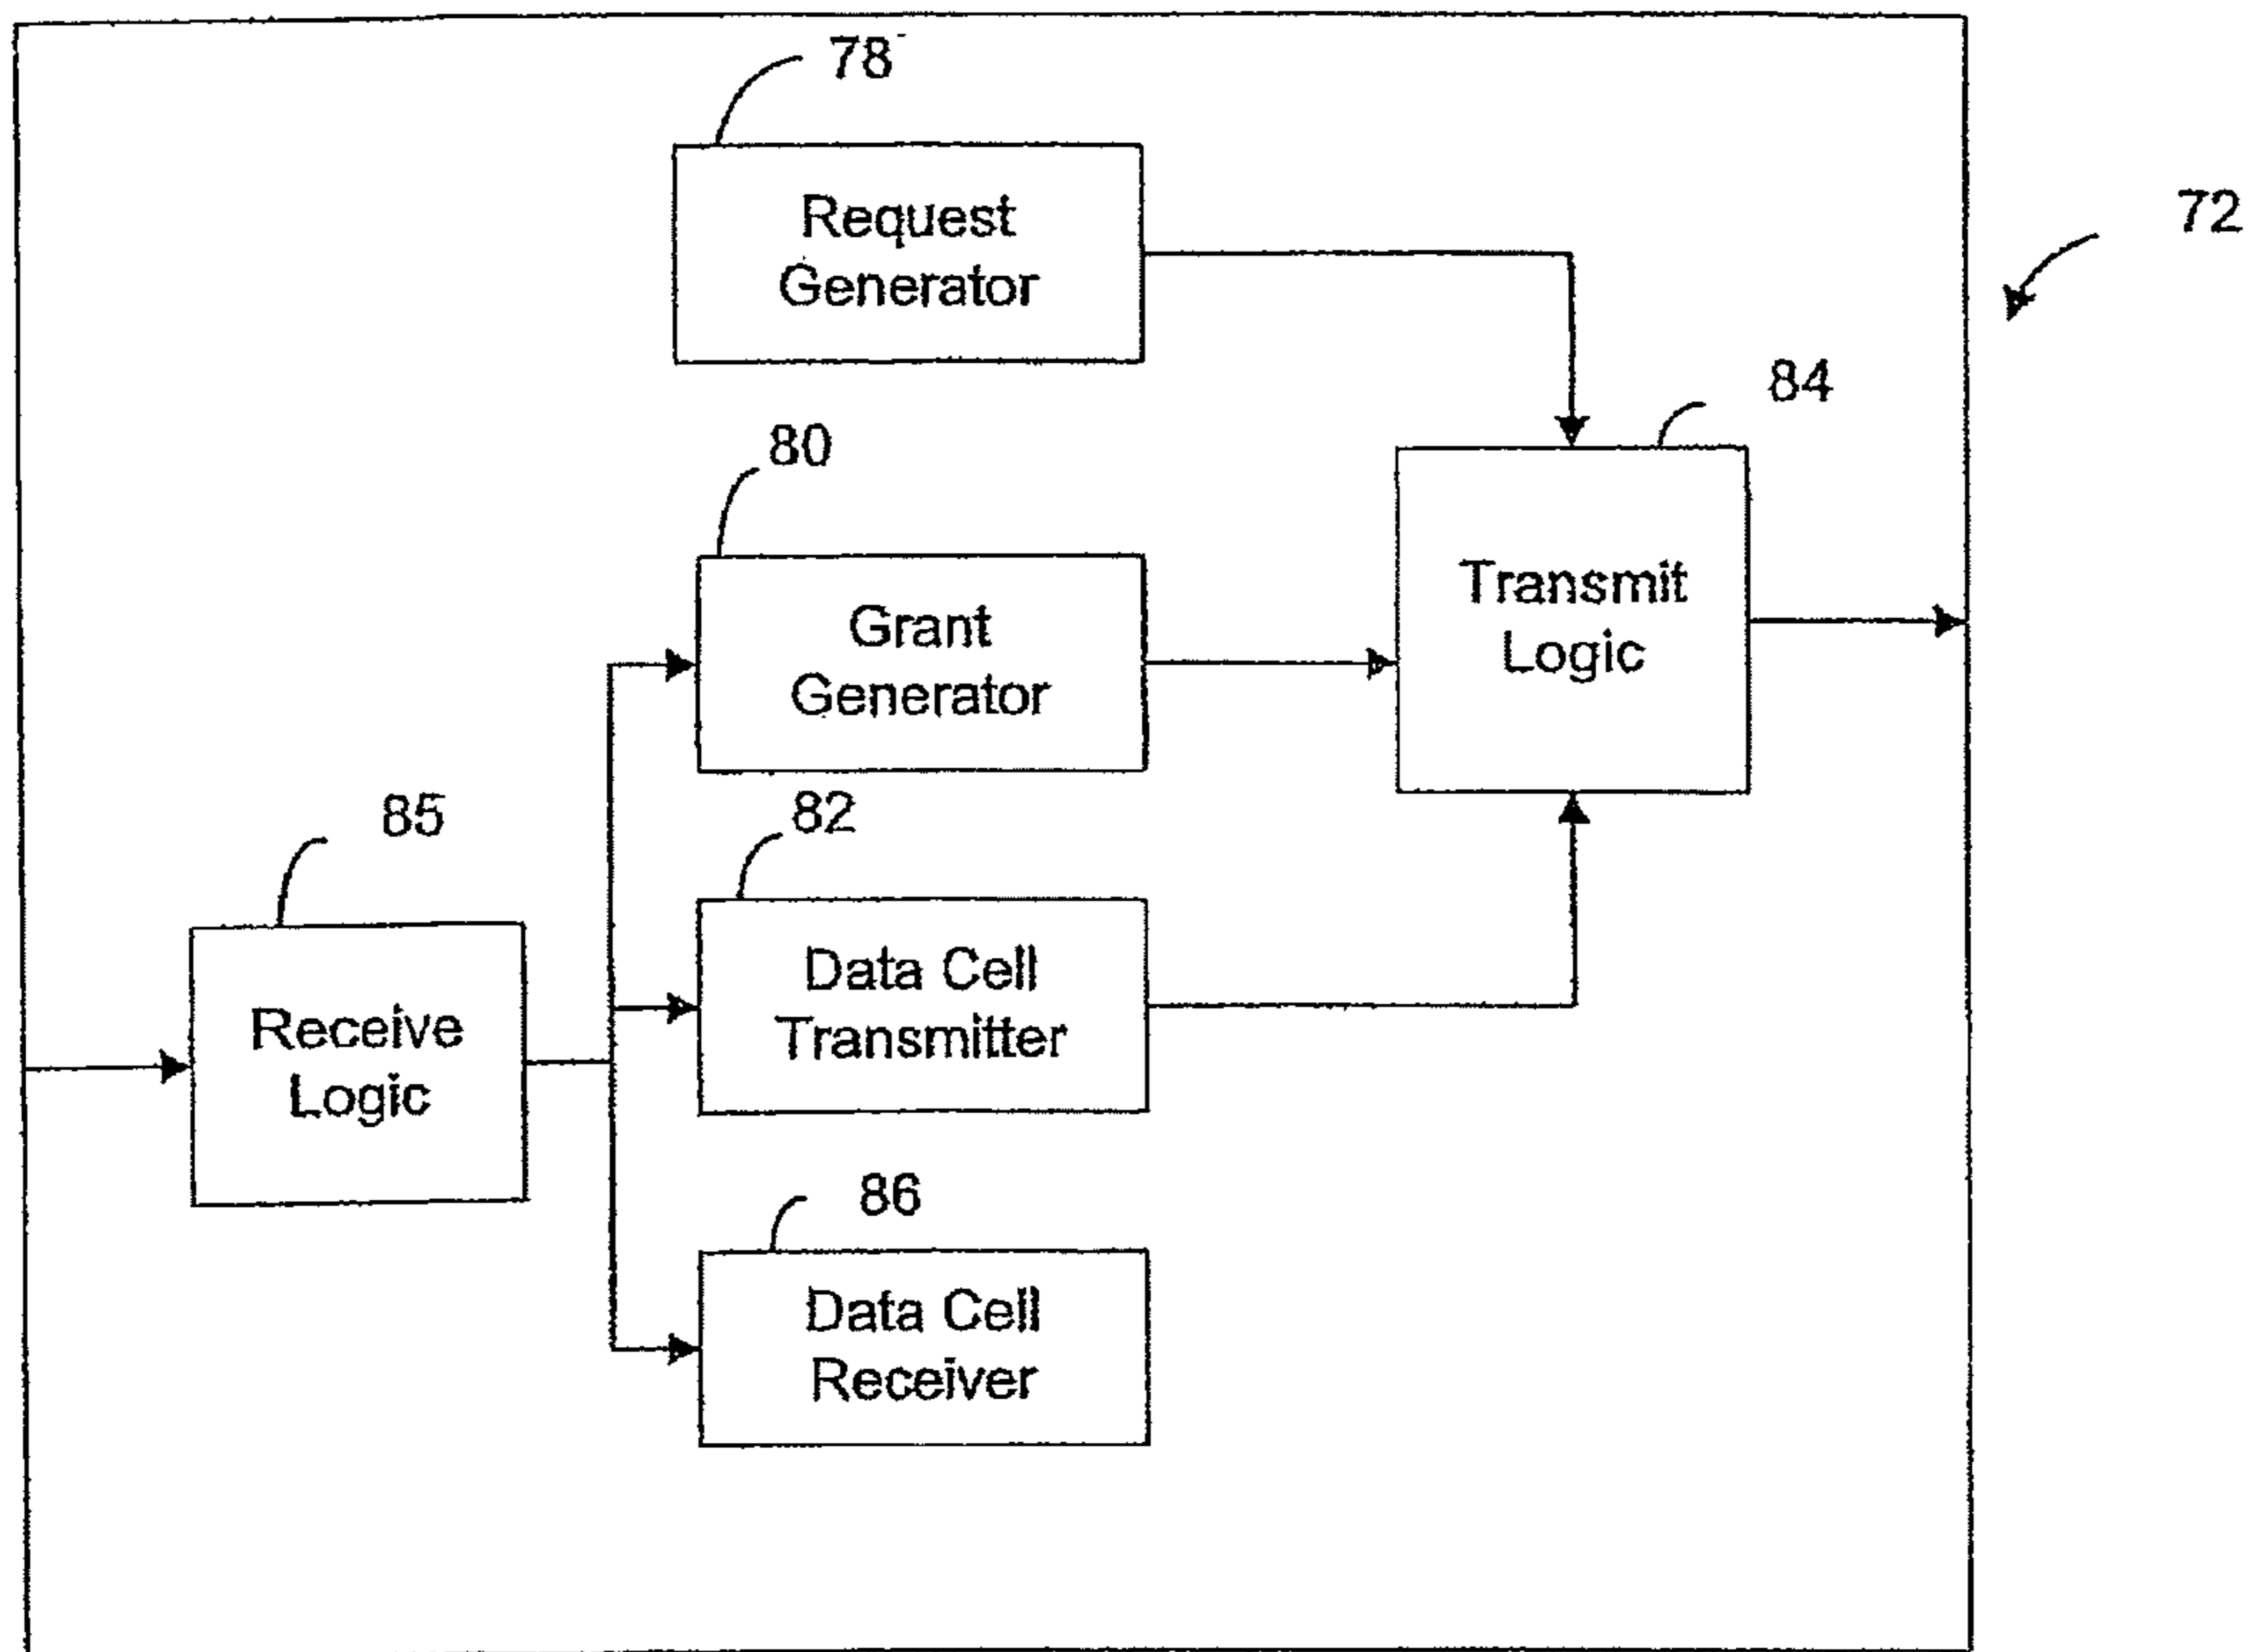 78
Request
Generator
72
84
80
Transmit
Logic
Grant
Generator
85
82
Data Cell
Transmitter
Receive
Logic
86
Data Cell
Receiver